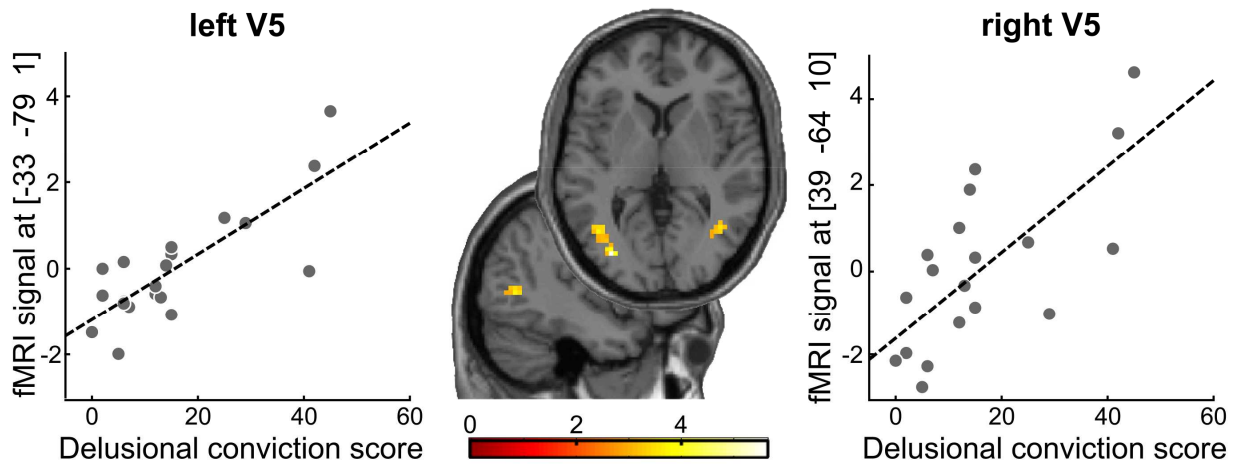 left V5
fMRI signal at [-33 -79 1]
4
2
0
-2
0 20 40 60
Delusional conviction score
0 2 4
right V5
fMRI signal at [39 -64 10]
4
2
0
-2
0 20 40 60
Delusional conviction score